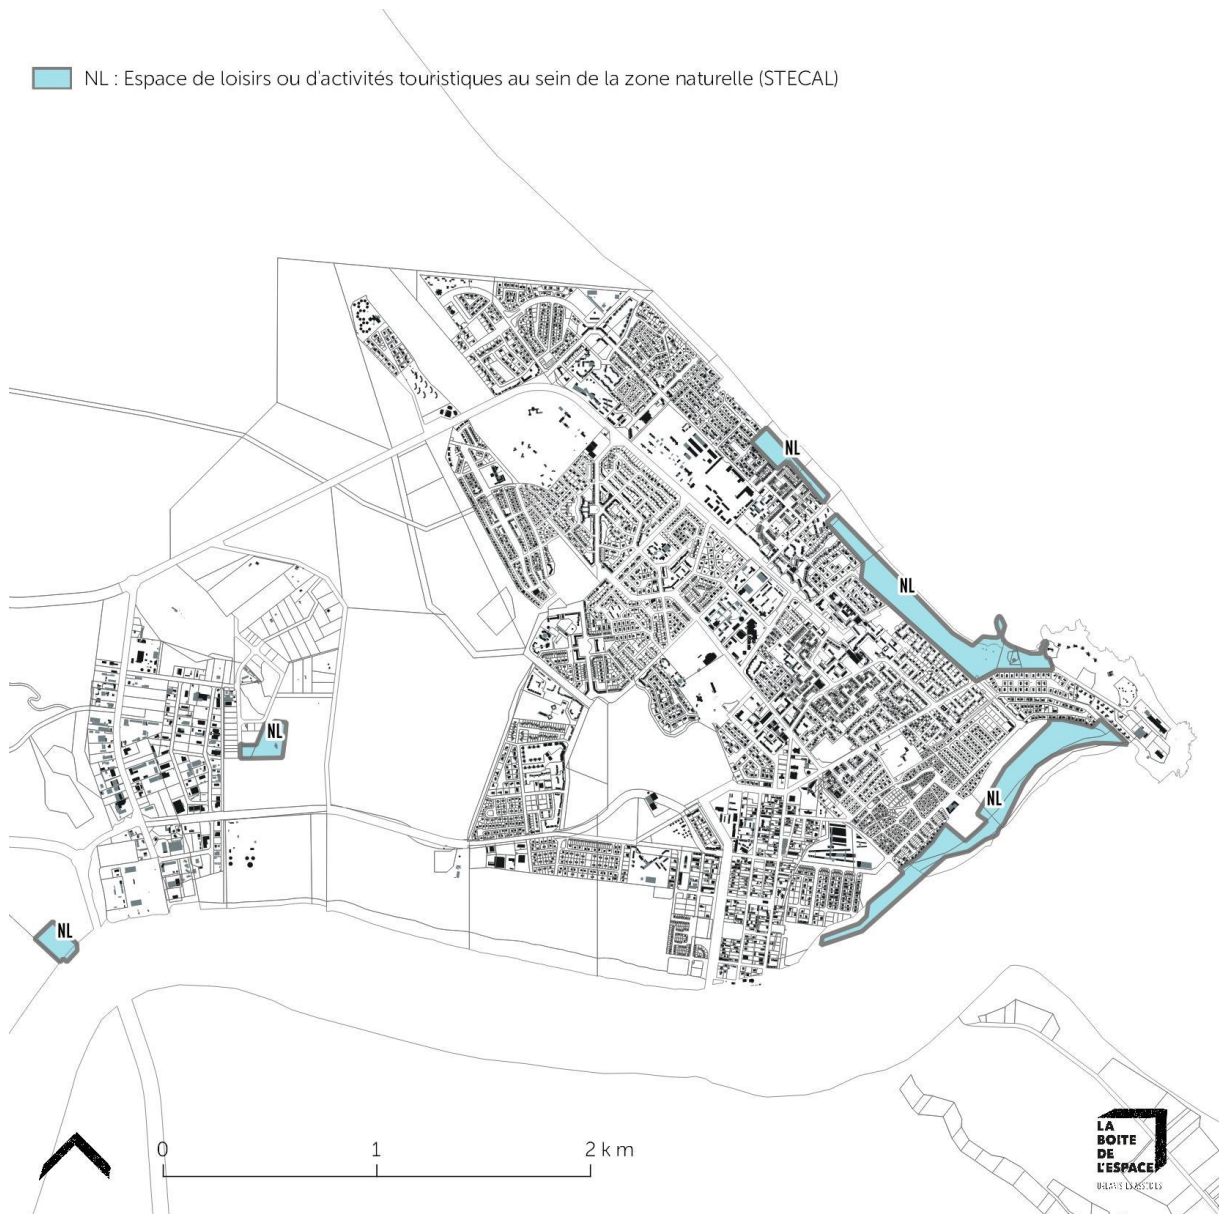 NL : Espace de loisirs ou d'activités touristiques au sein de la zone naturelle (STECAL)
NL
NL
NL
NL
NL
0 1 2 k m
LA
BOITE
DE
L'ESPACE